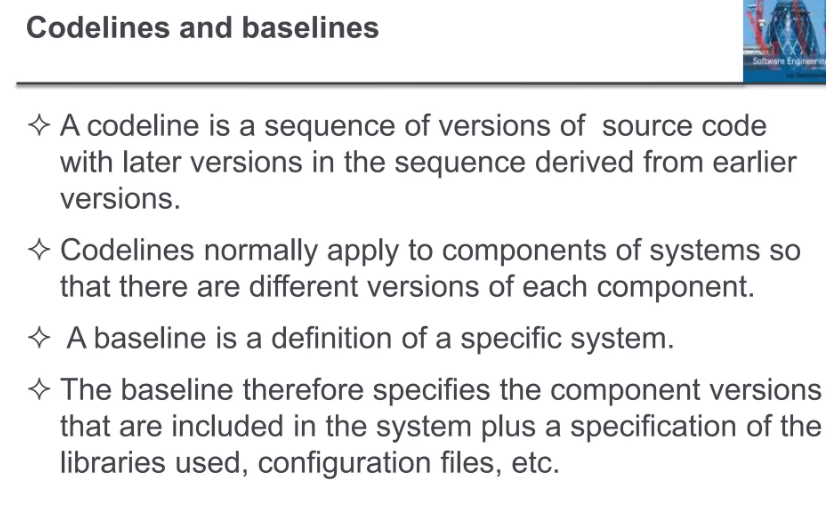 Codelines and baselines
Software Engineering
✧ A codeline is a sequence of versions of  source code
with later versions in the sequence derived from earlier
versions.
✧ Codelines normally apply to components of systems so
that there are different versions of each component.
✧ A baseline is a definition of a specific system.
✧ The baseline therefore specifies the component versions
that are included in the system plus a specification of the
libraries used, configuration files, etc.